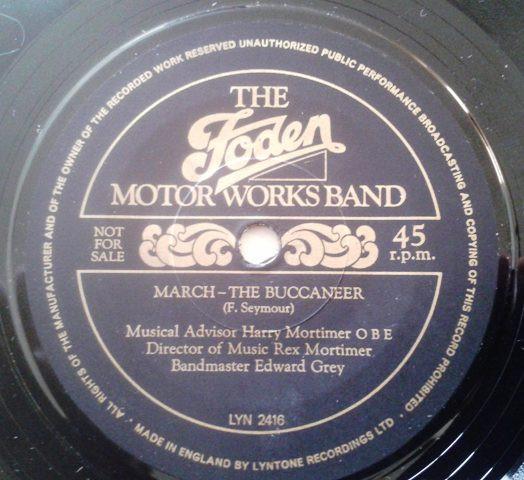 ALL RIGHTS OF THE MANUFACTURER AND OF THE OWNER OF THE RECORDED WORK RESERVED UNAUTHORIZED PUBLIC PERFORMANCE BROADCASTING AND COPYING OF THIS RECORD PROHIBITED ·
THE
Foden
MOTOR WORKS BAND
NOT
FOR
SALE
45
r.p.m.
MARCH – THE BUCCANEER
(F. Seymour)
Musical Advisor Harry Mortimer O B E
Director of Music Rex Mortimer
Bandmaster Edward Grey
LYN 2416
· MADE IN ENGLAND BY LYNTONE RECORDINGS LTD ·